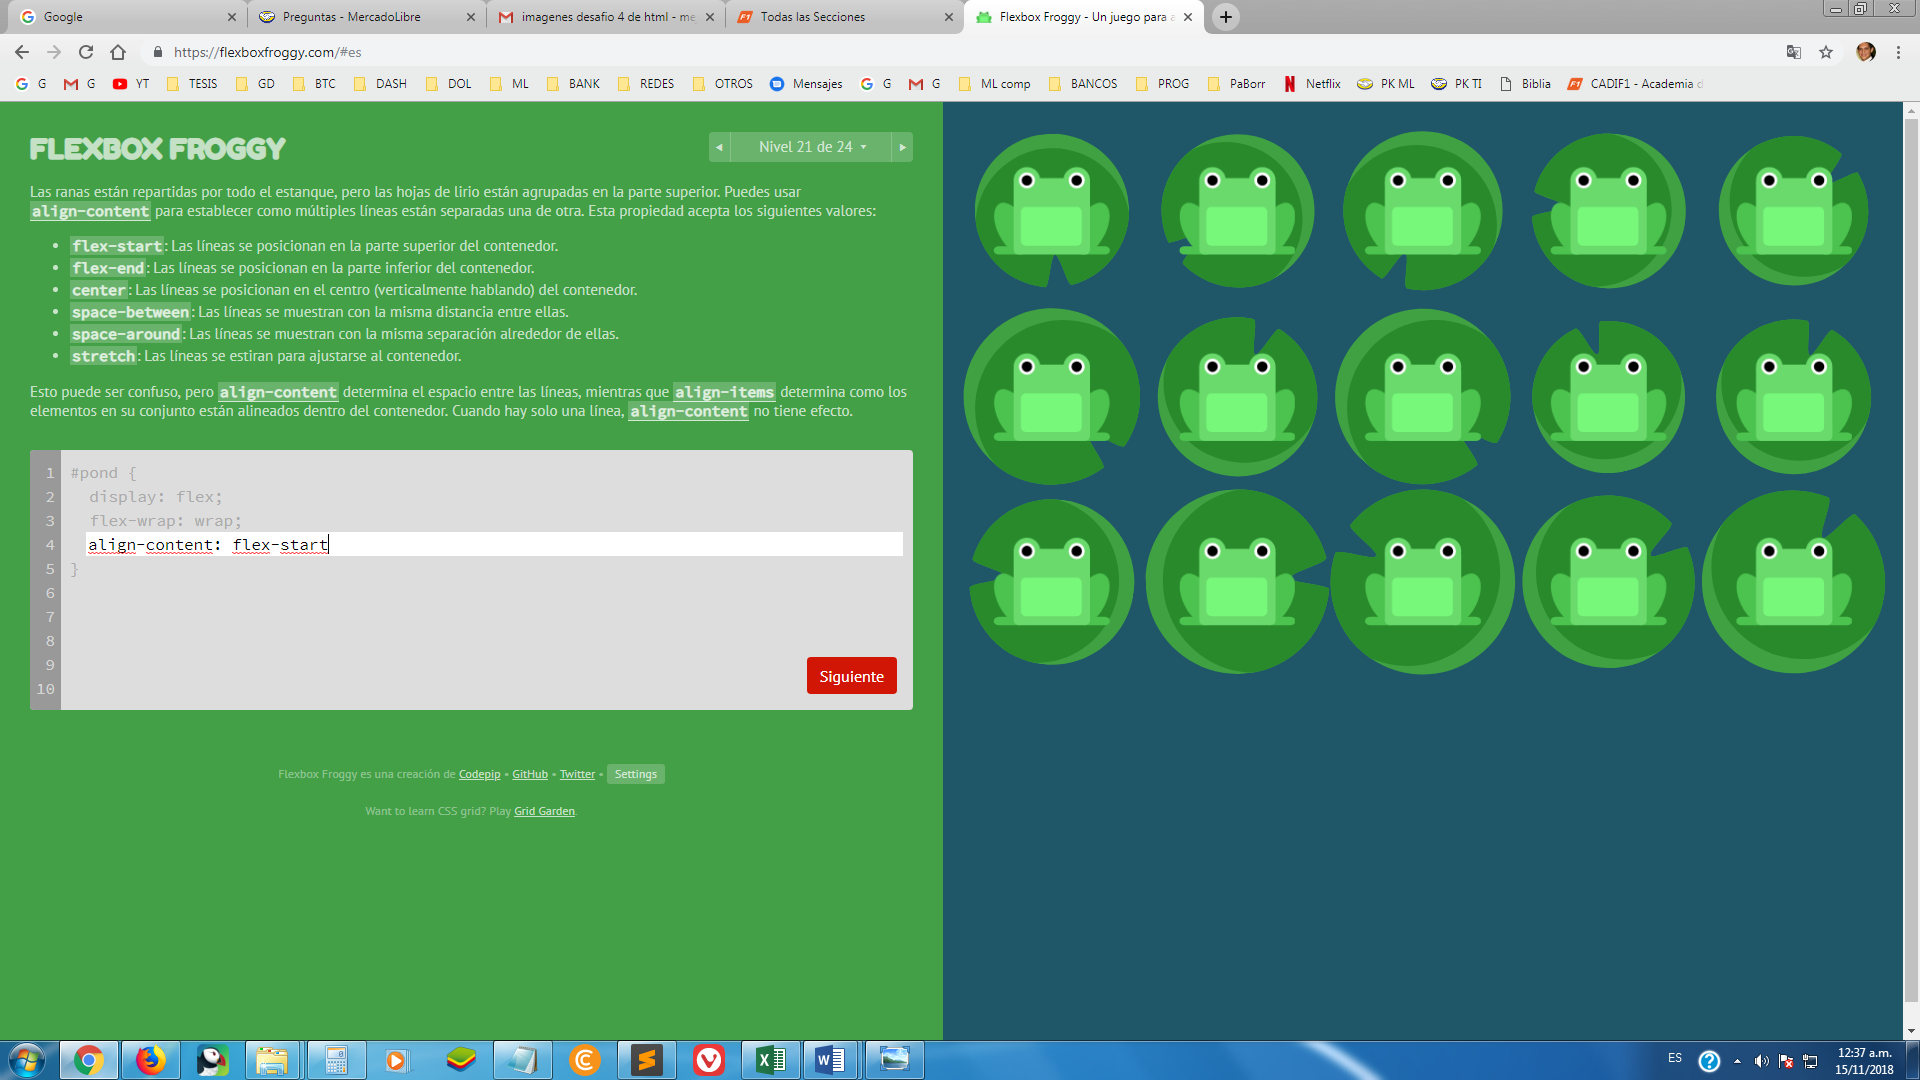 Google
Preguntas - MercadoLibre
imagenes desafio 4 de html - me
Todas las Secciones
Flexbox Froggy - Un juego para a
https://flexboxfroggy.com/#es
G G YT TESIS GD BTC DASH DOL ML BANK REDES OTROS Mensajes G G ML comp BANCOS PROG PaBorr Netflix PK ML PK TI Biblia CADIF1 - Academia d
FLEXBOX FROGGY
Nivel 21 de 24
Las ranas están repartidas por todo el estanque, pero las hojas de lirio están agrupadas en la parte superior. Puedes usar
align-content para establecer como múltiples líneas están separadas una de otra. Esta propiedad acepta los siguientes valores:
• flex-start: Las líneas se posicionan en la parte superior del contenedor.
• flex-end: Las líneas se posicionan en la parte inferior del contenedor.
• center: Las líneas se posicionan en el centro (verticalmente hablando) del contenedor.
• space-between: Las líneas se muestran con la misma distancia entre ellas.
• space-around: Las líneas se muestran con la misma separación alrededor de ellas.
• stretch: Las líneas se estiran para ajustarse al contenedor.
Esto puede ser confuso, pero align-content determina el espacio entre las líneas, mientras que align-items determina como los
elementos en su conjunto están alineados dentro del contenedor. Cuando hay solo una línea, align-content no tiene efecto.
1 #pond {
2 display: flex;
3 flex-wrap: wrap;
4 align-content: flex-start
5 }
6
7
8
9
10
Siguiente
Flexbox Froggy es una creación de Codepip • GitHub • Twitter • Settings
Want to learn CSS grid? Play Grid Garden.
ES
12:37 a.m.
15/11/2018